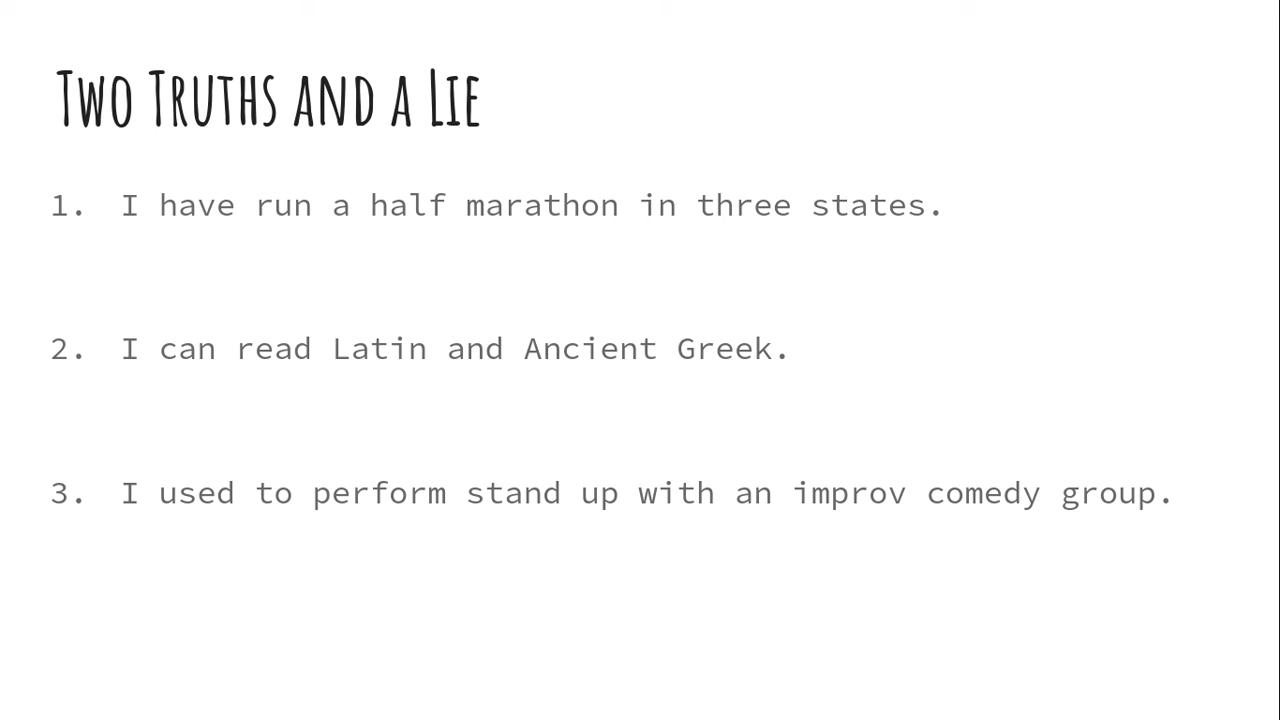 Two Truths and a Lie
1. I have run a half marathon in three states.
2. I can read Latin and Ancient Greek.
3. I used to perform stand up with an improv comedy group.